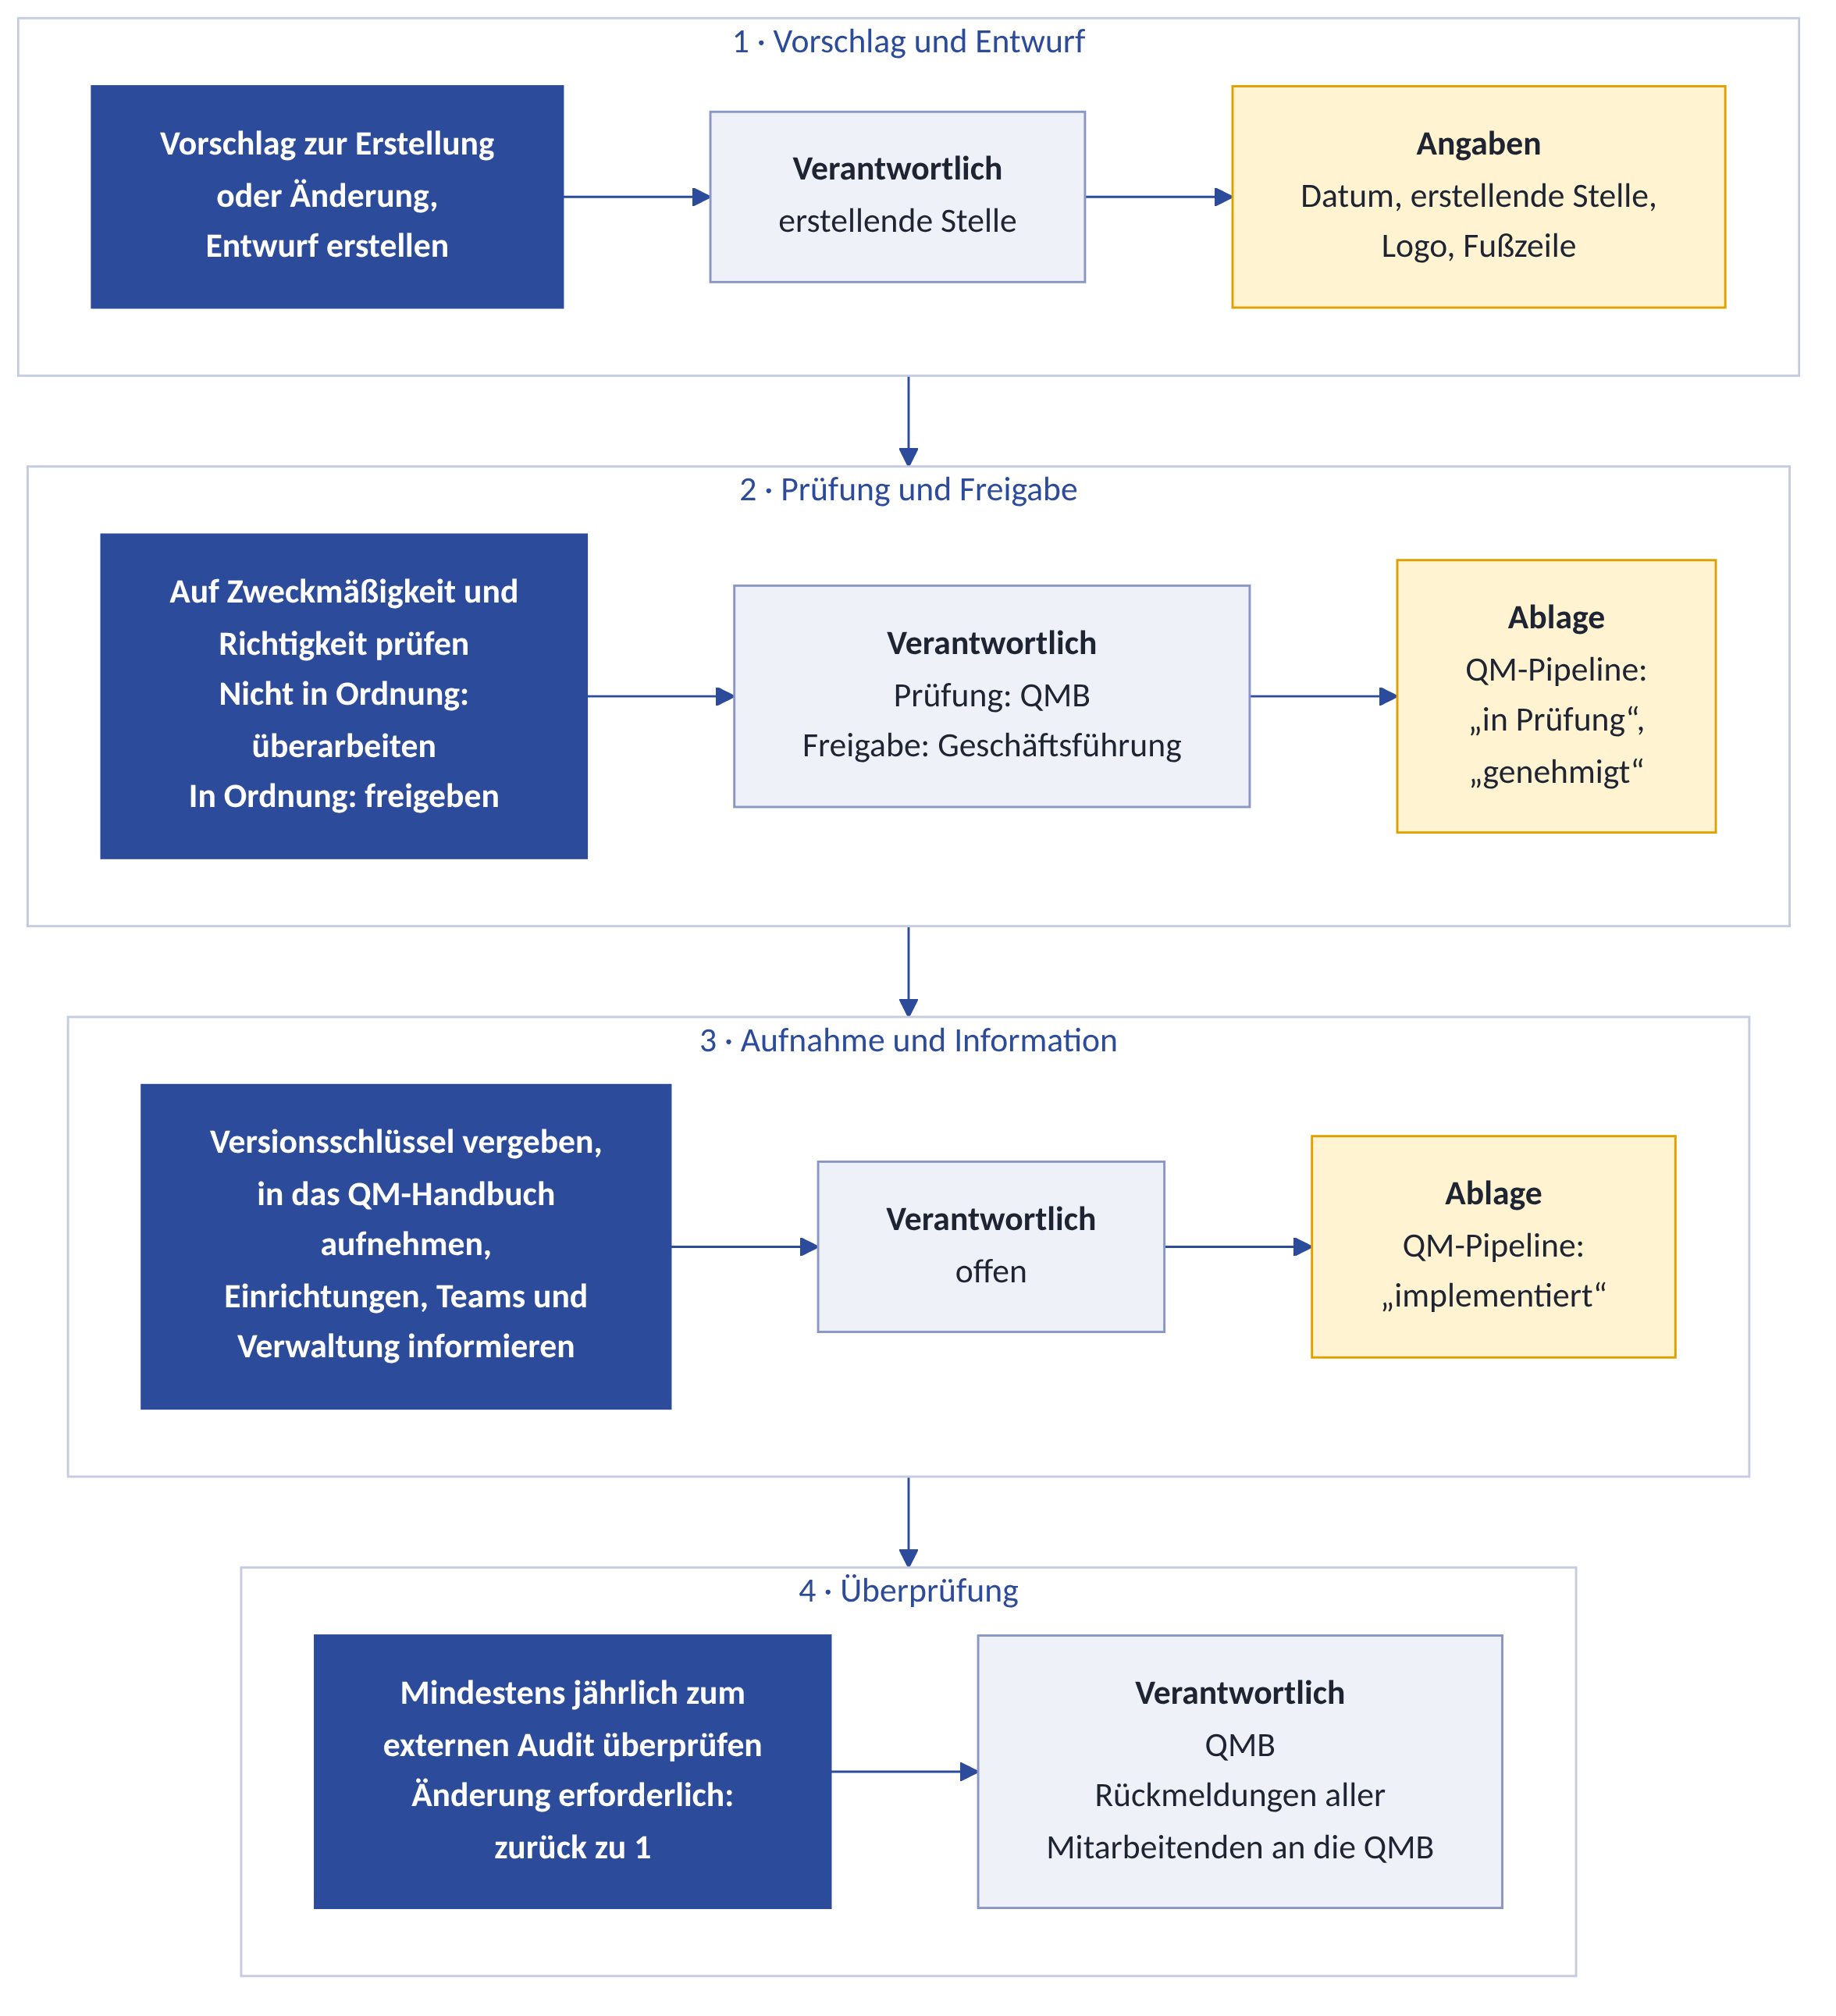 1 · Vorschlag und Entwurf
Vorschlag zur Erstellung
oder Änderung,
Entwurf erstellen
Verantwortlich
erstellende Stelle
Angaben
Datum, erstellende Stelle,
Logo, Fußzeile
2 · Prüfung und Freigabe
Auf Zweckmäßigkeit und
Richtigkeit prüfen
Nicht in Ordnung:
überarbeiten
In Ordnung: freigeben
Verantwortlich
Prüfung: QMB
Freigabe: Geschäftsführung
Ablage
QM-Pipeline:
„in Prüfung“,
„genehmigt“
3 · Aufnahme und Information
Versionsschlüssel vergeben,
in das QM-Handbuch
aufnehmen,
Einrichtungen, Teams und
Verwaltung informieren
Verantwortlich
offen
Ablage
QM-Pipeline:
„implementiert“
4 · Überprüfung
Mindestens jährlich zum
externen Audit überprüfen
Änderung erforderlich:
zurück zu 1
Verantwortlich
QMB
Rückmeldungen aller
Mitarbeitenden an die QMB